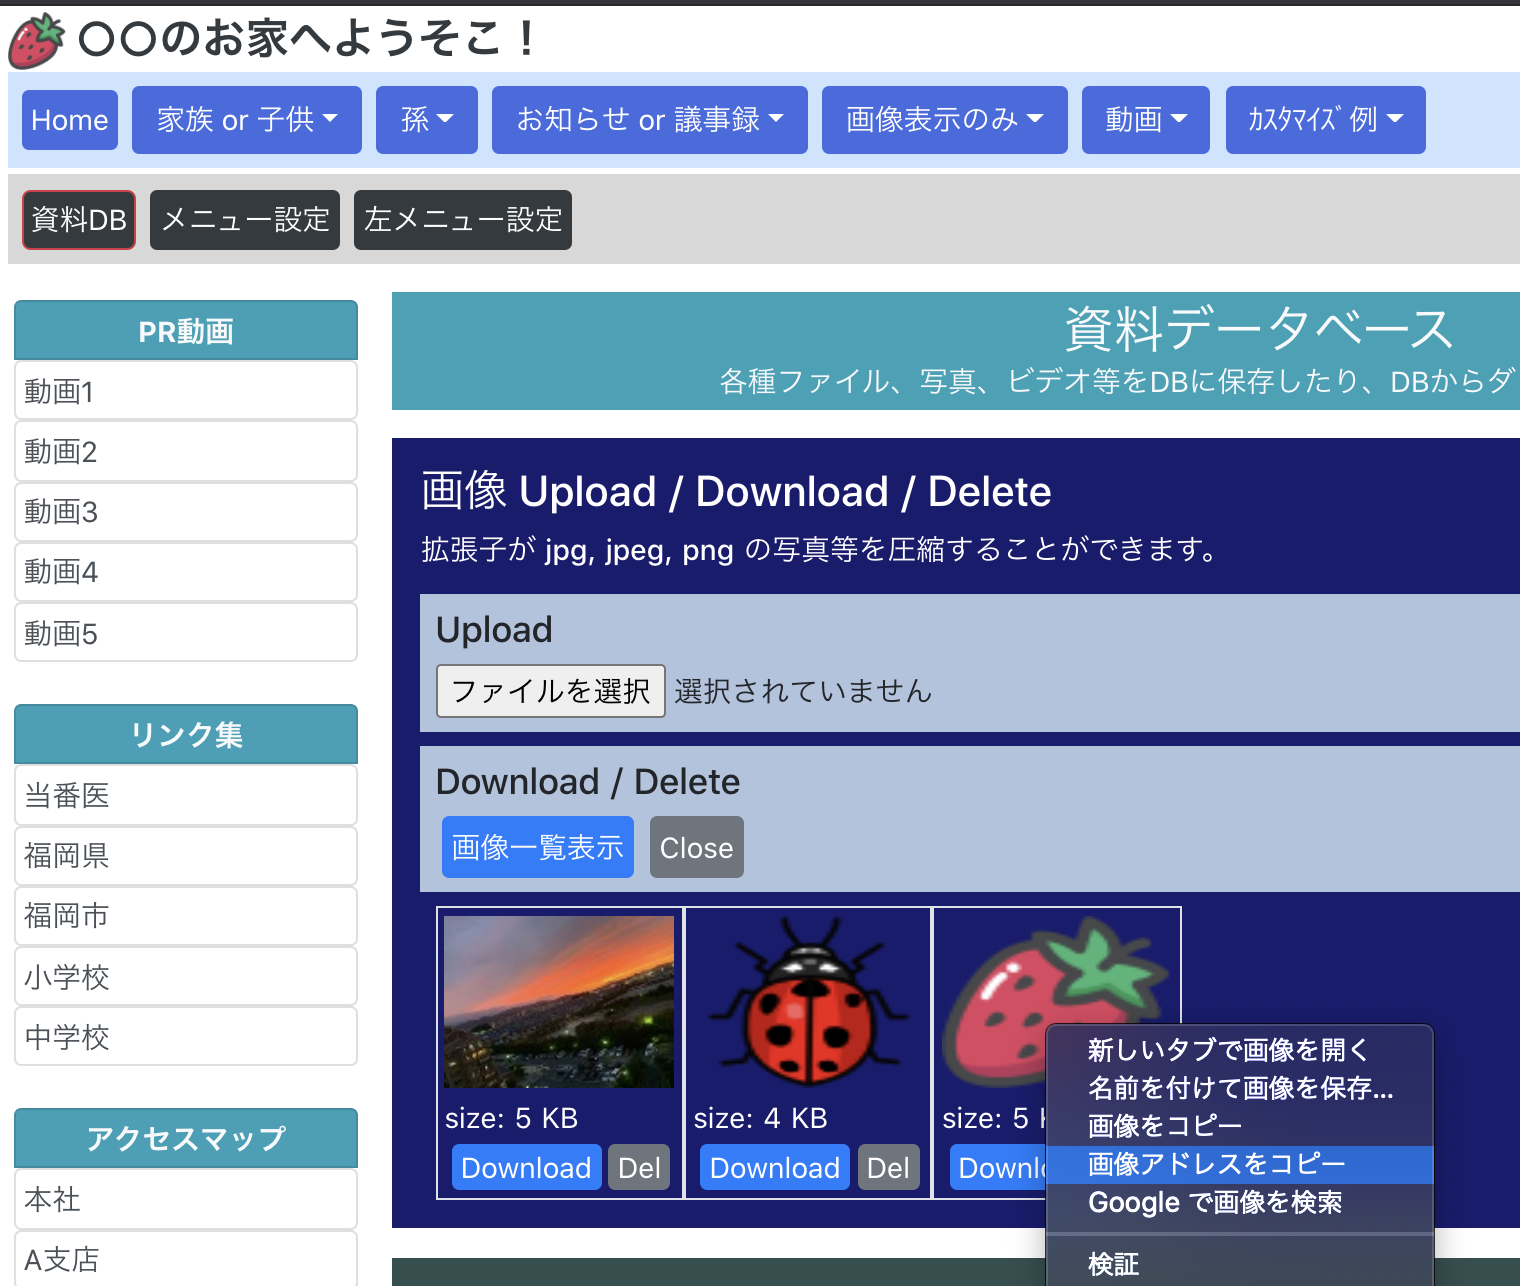 〇〇のお家へようこそ！
Home 家族 or 子供 孫 お知らせ or 議事録 画像表示のみ 動画 ｶｽﾀﾏｲｽﾞ例
資料DB メニュー設定 左メニュー設定
PR動画
動画1
動画2
動画3
動画4
動画5
リンク集
当番医
福岡県
福岡市
小学校
中学校
アクセスマップ
本社
A支店
資料データベース
各種ファイル、写真、ビデオ等をDBに保存したり、DBからダ
画像 Upload / Download / Delete
拡張子が jpg, jpeg, png の写真等を圧縮することができます。
Upload
ファイルを選択 選択されていません
Download / Delete
画像一覧表示 Close
size: 5 KB
Download Del
size: 4 KB
Download Del
size: 5
新しいタブで画像を開く
名前を付けて画像を保存...
画像をコピー
画像アドレスをコピー
Google で画像を検索
検証